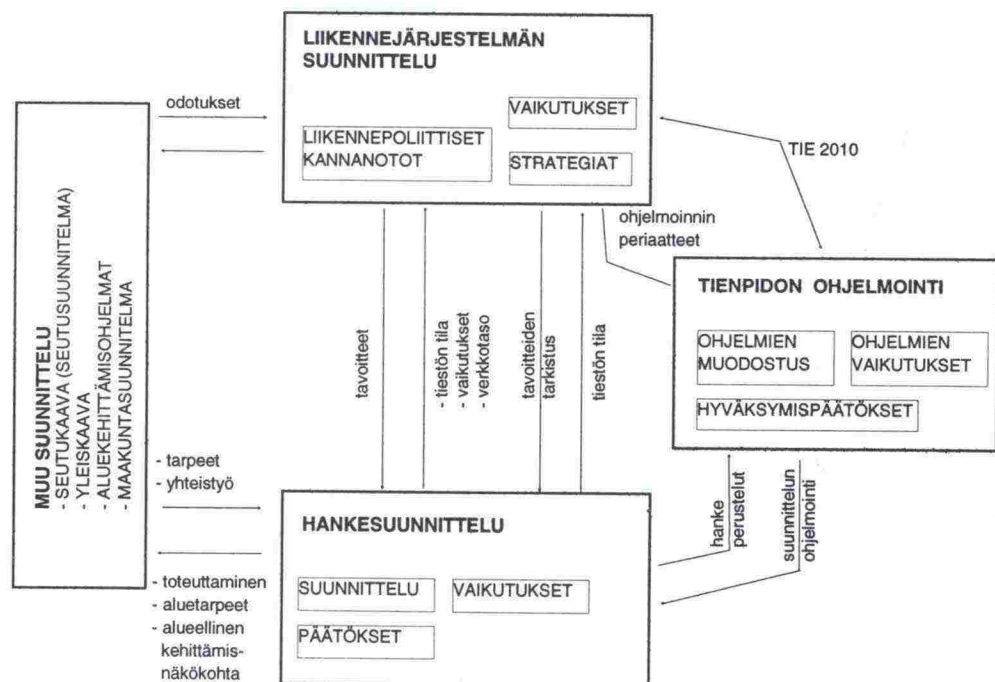 LIIKENNEJÄRJESTELMÄN
SUUNNITTELU
VAIKUTUKSET
LIIKENNEPOLIITTISET
KANNANOTOT
STRATEGIAT
odotukset
TIE 2010
ohjelmoinnin
periaatteet
MUU SUUNNITTELU
- SEUTUKAAVA (SEUTUSUUNNITELMA)
- YLEISKAAVA
- ALUEKEHITTÄMISOHJELMAT
- MAAKUNTASUUNNITELMA
tavoitteet
- tiestön tila
- vaikutukset
- verkkotaso
tavoitteiden
tarkistus
tiestön tila
TIENPIDON OHJELMOINTI
OHJELMIEN
MUODOSTUS
OHJELMIEN
VAIKUTUKSET
HYVÄKSYMISPÄÄTÖKSET
- tarpeet
- yhteistyö
hanke
perustelut
suunnittelun
ohjelmointi
HANKESUUNNITTELU
SUUNNITTELU
VAIKUTUKSET
PÄÄTÖKSET
- toteuttaminen
- aluetarpeet
- alueellinen
kehittämis-
näkökohta